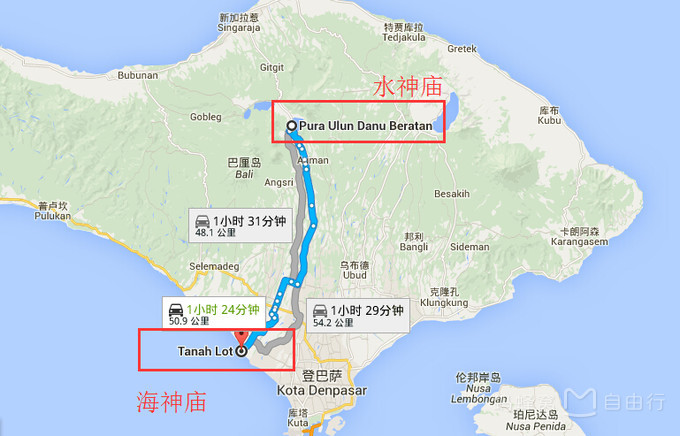 新加拉惹
Singaraja
特贾库拉
Tedjakula
Gretek
Bubunan
Gitgit
水神庙
Gobleg
Pura Ulun Danu Beratan
库布
Kubu
巴厘岛
Bali
Angsri
Besakih
普卢坎
Pulukan
1小时 31分钟
48.1 公里
邦利
Bangli
Sideman
卡朗阿森
Karangasem
Selemadeg
乌布德
Ubud
克隆孔
Klungkung
1小时 24分钟
50.9 公里
1小时 29分钟
54.2 公里
Tanah Lot
登巴萨
Kota Denpasar
海神庙
伦邦岸岛
Nusa
Lembongan
自由行
库塔
Kuta
珀尼达岛
Nusa Penida